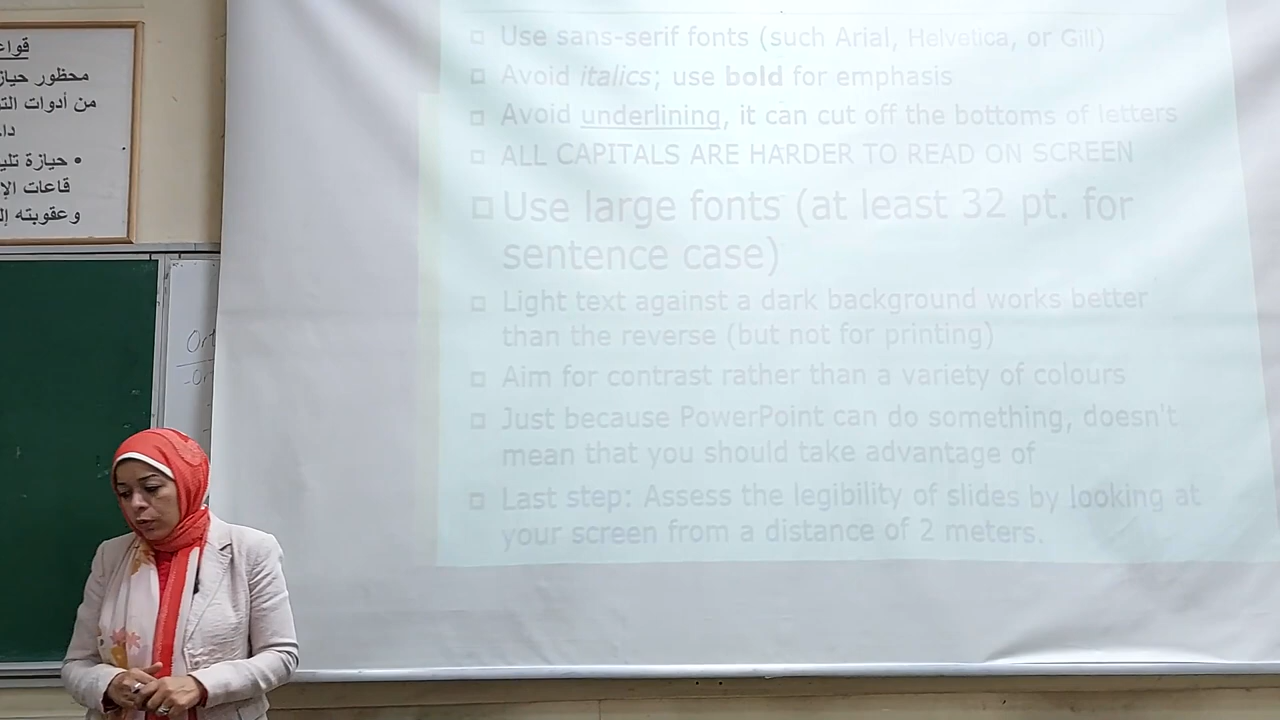 قواع
محظور حياز
من أدوات الت
دا
• حيازة تلي
قاعات الإ
وعقوبته إل
Use sans-serif fonts (such Arial, Helvetica, or Gill)
Avoid italics; use bold for emphasis
Avoid underlining, it can cut off the bottoms of letters
ALL CAPITALS ARE HARDER TO READ ON SCREEN
Use large fonts (at least 32 pt. for
sentence case)
Light text against a dark background works better
than the reverse (but not for printing)
Aim for contrast rather than a variety of colours
Just because PowerPoint can do something, doesn't
mean that you should take advantage of
Last step: Assess the legibility of slides by looking at
your screen from a distance of 2 meters.
Ort
-Or